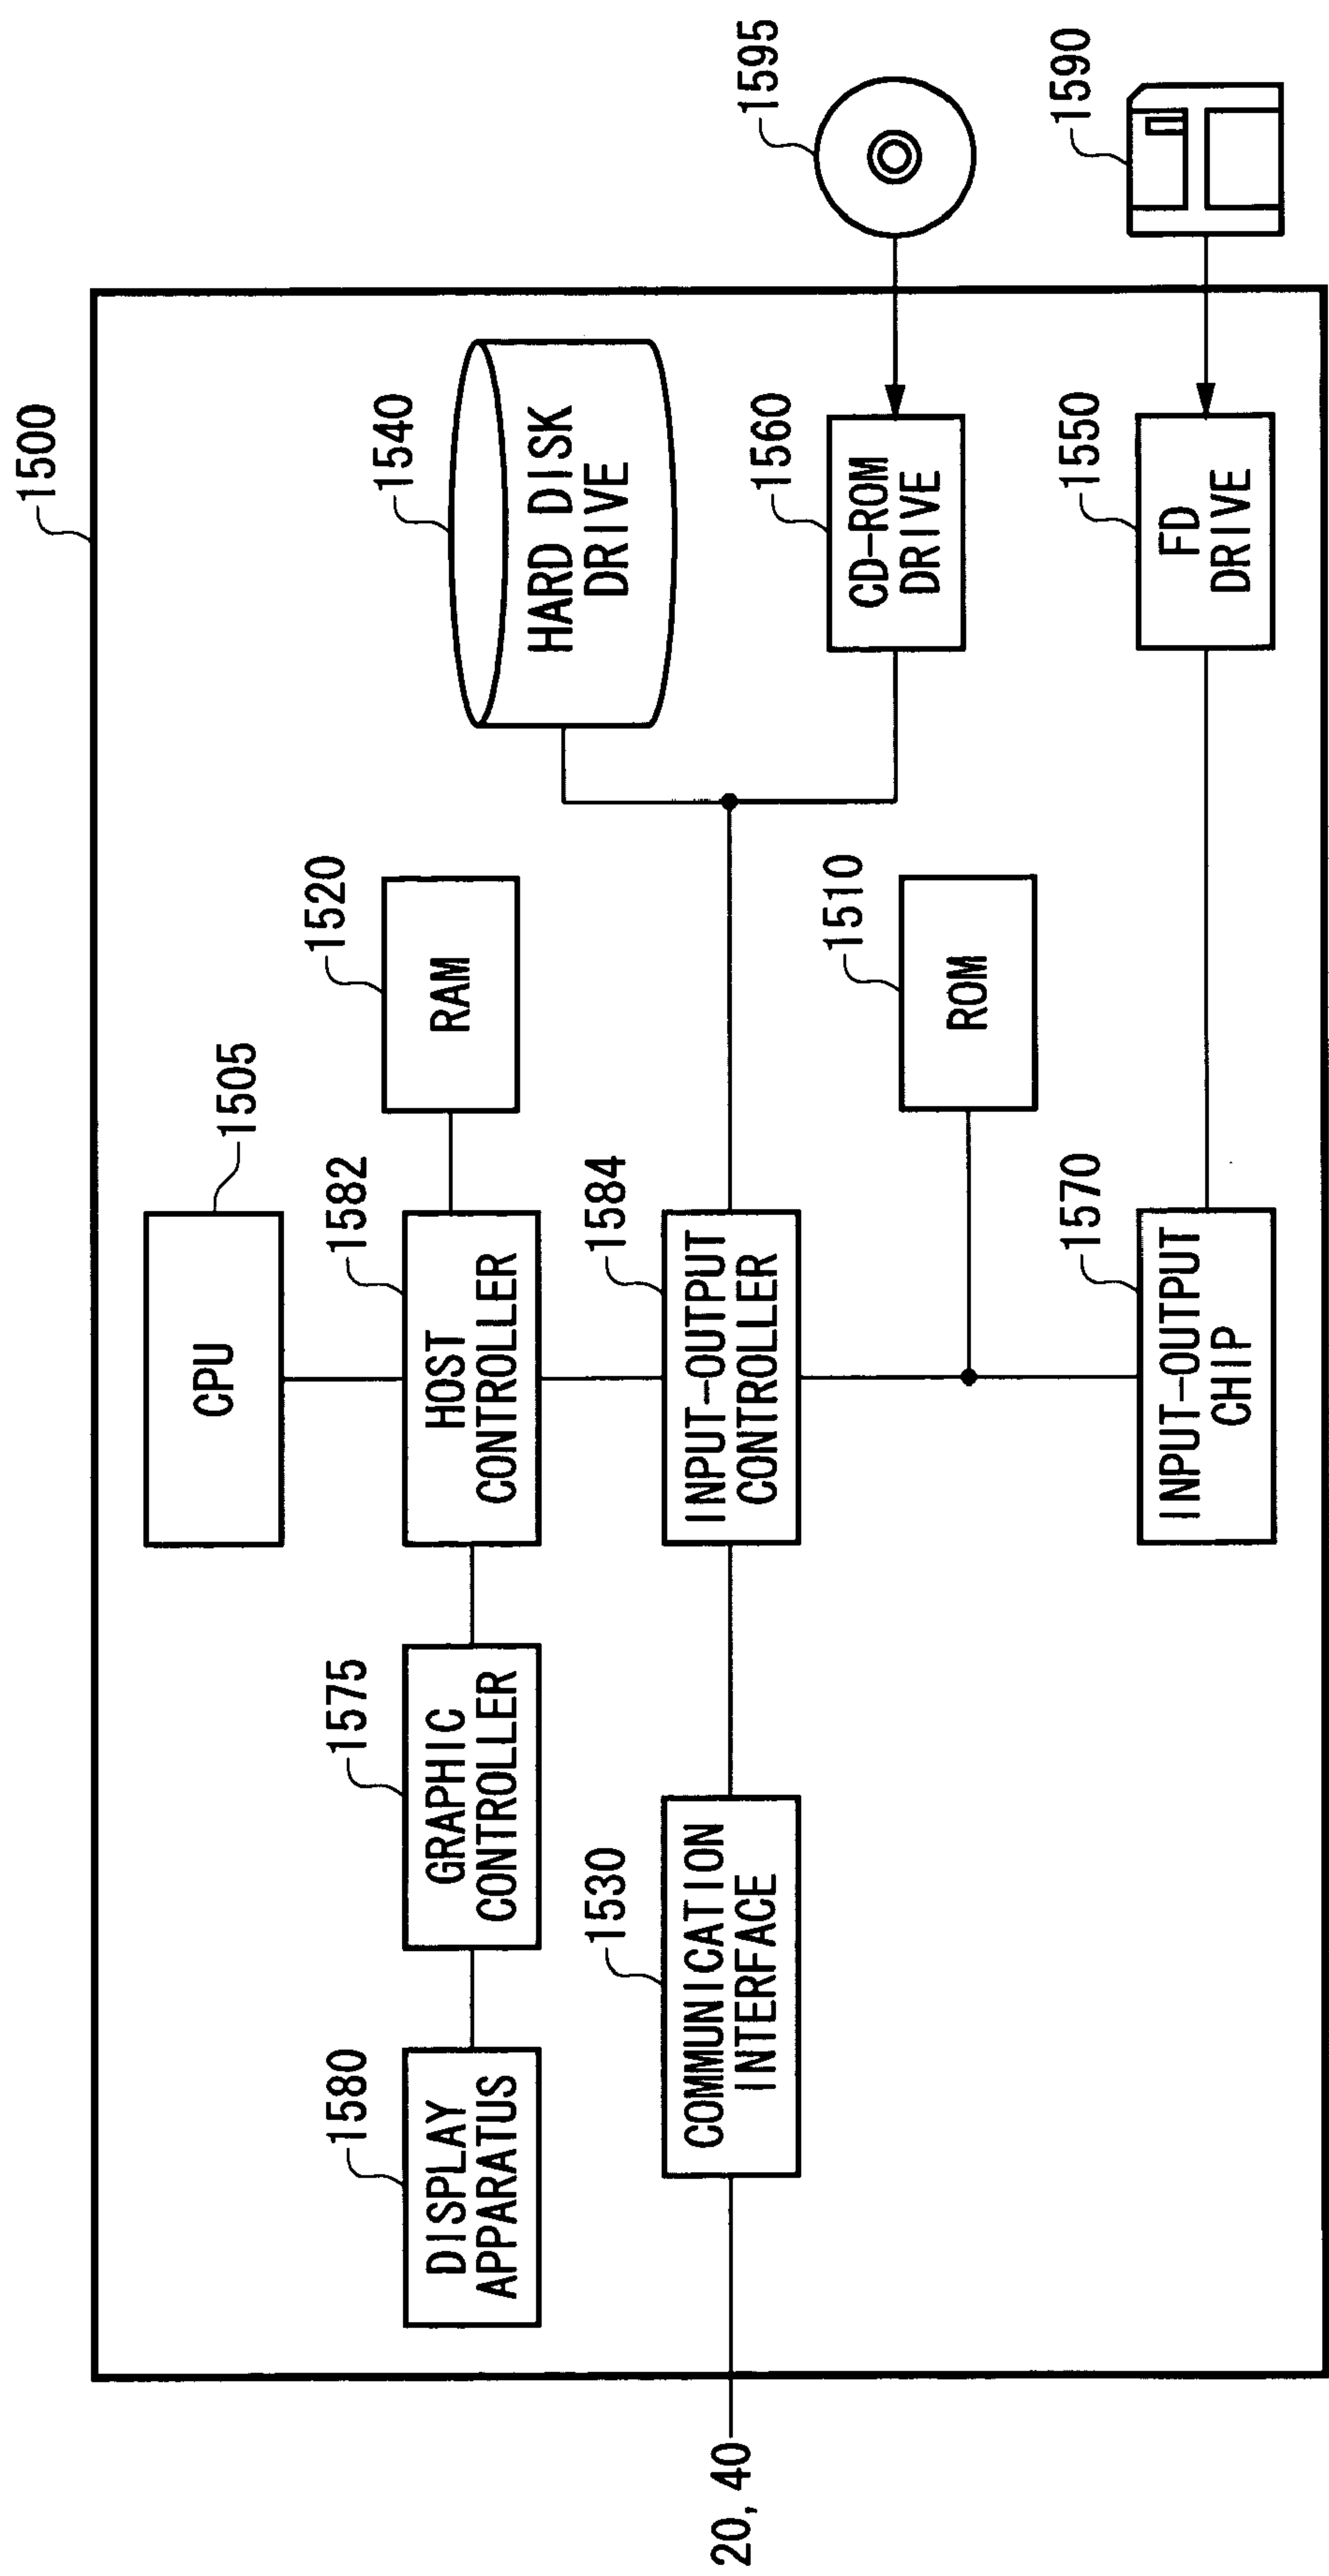 1500
1505
CPU
1520
RAM
1540
HARD DISK
DRIVE
1595
1580
DISPLAY
APPARATUS
1575
GRAPHIC
CONTROLLER
1582
HOST
CONTROLLER
1530
COMMUNICATION
INTERFACE
1584
INPUT-OUTPUT
CONTROLLER
20, 40
1510
ROM
1560
CD-ROM
DRIVE
1590
1570
INPUT-OUTPUT
CHIP
1550
FD
DRIVE